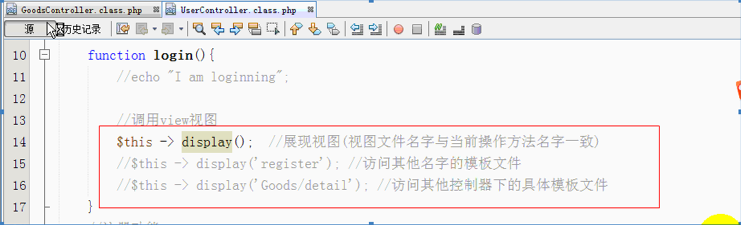 GoodsController.class.php
UserController.class.php
源
历史记录
10 function login(){
11 //echo "I am loginning";
12
13 //调用view视图
14 $this -> display(); //展现视图(视图文件名字与当前操作方法名字一致)
15 //$this -> display('register'); //访问其他名字的模板文件
16 //$this -> display('Goods/detail'); //访问其他控制器下的具体模板文件
17 }